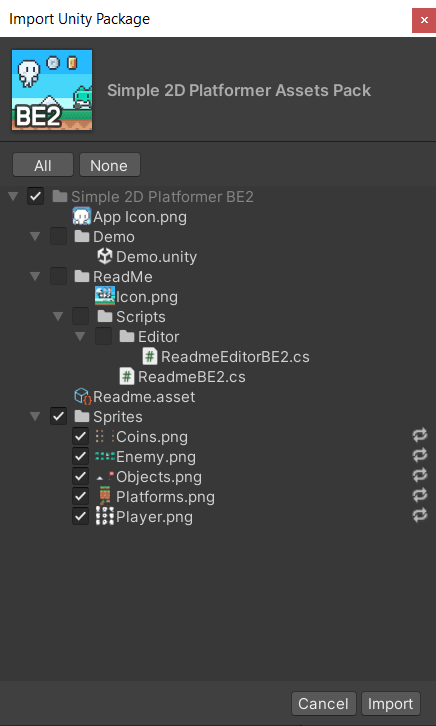 Import Unity Package
Simple 2D Platformer Assets Pack
BE2
All None
Simple 2D Platformer BE2
App Icon.png
Demo
Demo.unity
ReadMe
Icon.png
Scripts
Editor
ReadmeEditorBE2.cs
ReadmeBE2.cs
Readme.asset
Sprites
Coins.png
Enemy.png
Objects.png
Platforms.png
Player.png
Cancel Import